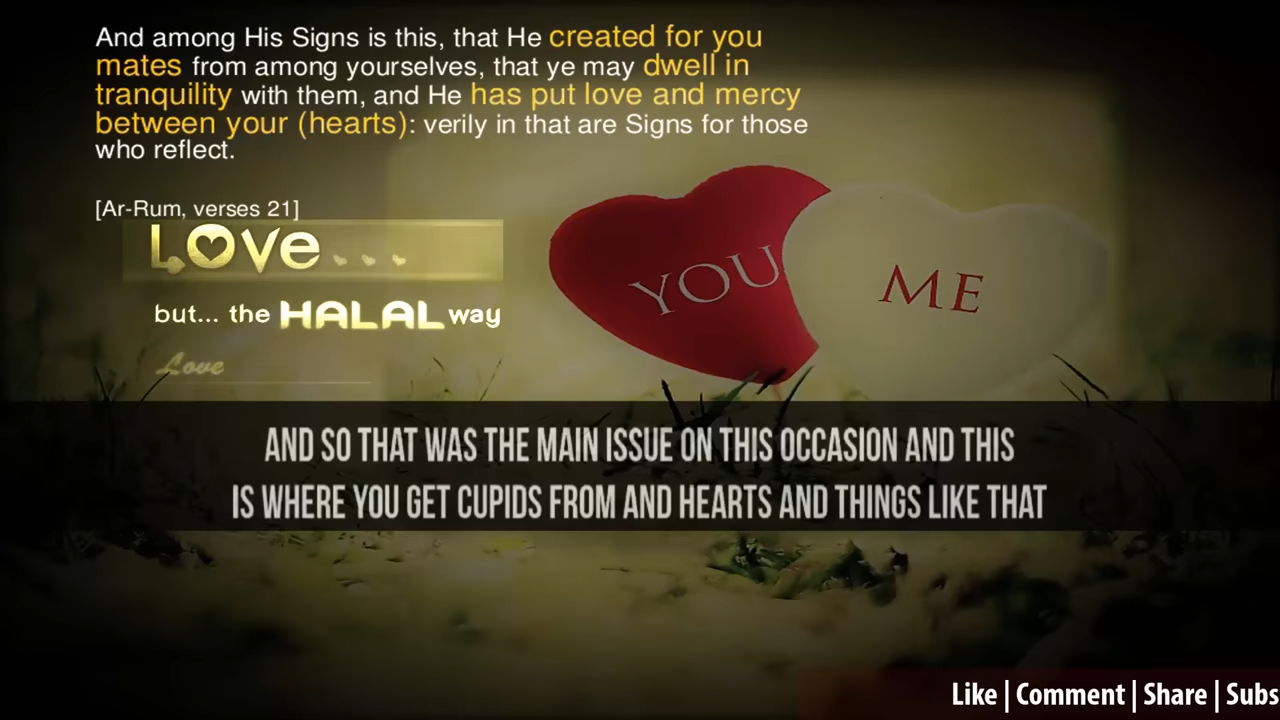 And among His Signs is this, that He created for you
mates from among yourselves, that ye may dwell in
tranquility with them, and He has put love and mercy
between your (hearts): verily in that are Signs for those
who reflect.
[Ar-Rum, verses 21]
Love...
but... the HALAL way
Love
YOU
ME
AND SO THAT WAS THE MAIN ISSUE ON THIS OCCASION AND THIS
IS WHERE YOU GET CUPIDS FROM AND HEARTS AND THINGS LIKE THAT
Like | Comment | Share | Subs